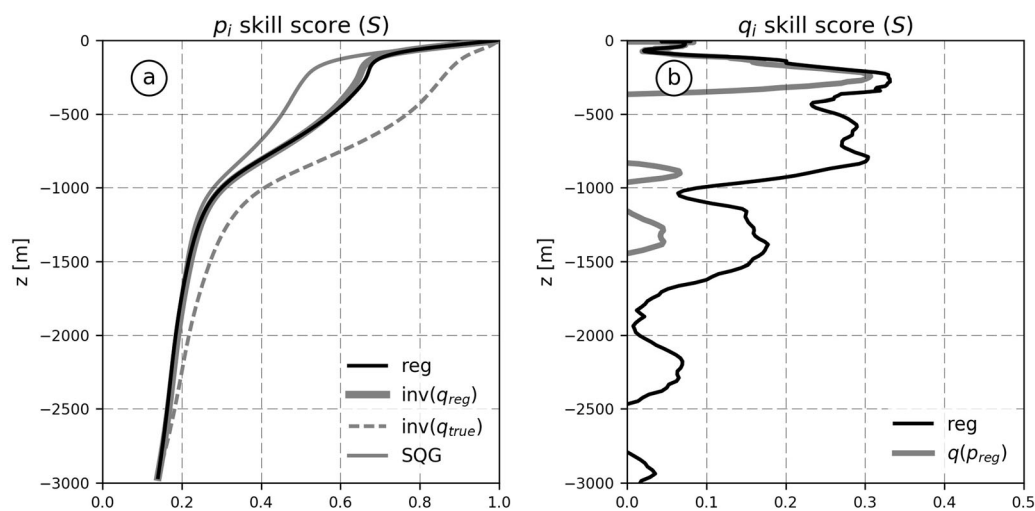 p_i skill score (S)
a
0
−500
−1000
−1500
−2000
−2500
−3000
z [m]
0.0 0.2 0.4 0.6 0.8 1.0
reg
inv(q_reg)
inv(q_true)
SQG
q_i skill score (S)
b
0
−500
−1000
−1500
−2000
−2500
−3000
z [m]
0.0 0.1 0.2 0.3 0.4 0.5
reg
q(p_reg)